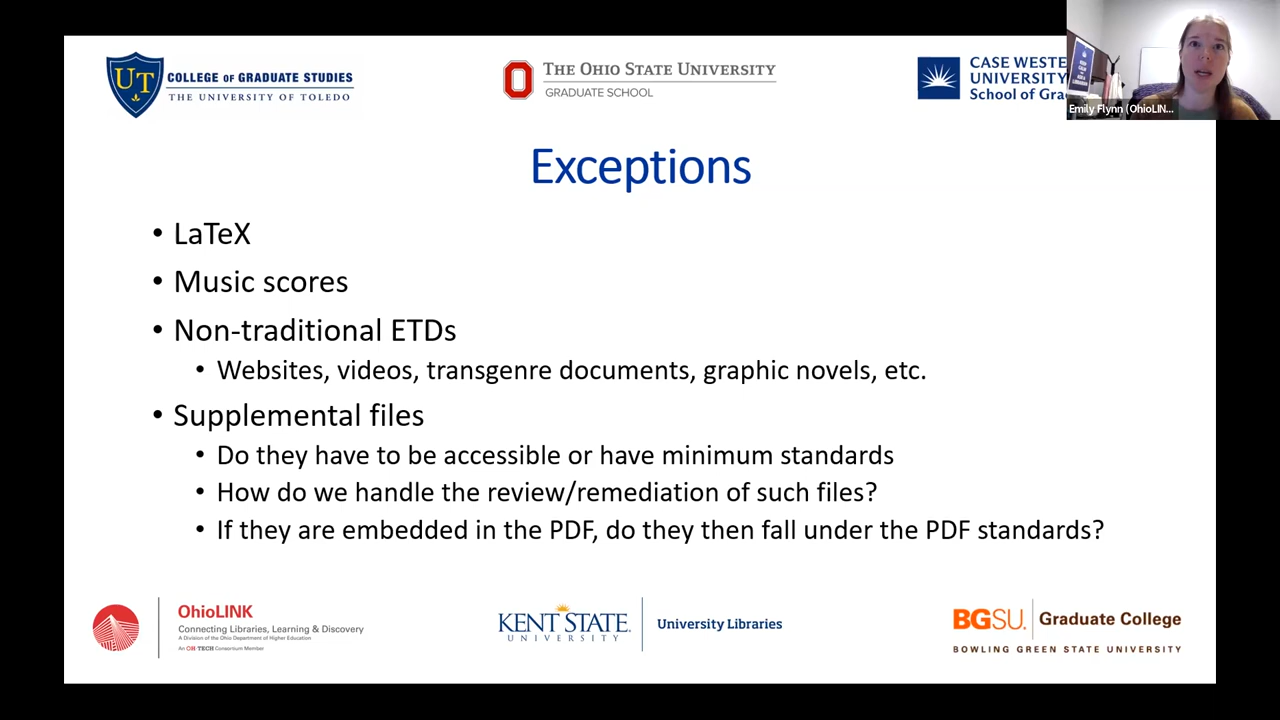 UT
COLLEGE of GRADUATE STUDIES
THE UNIVERSITY OF TOLEDO
THE OHIO STATE UNIVERSITY
GRADUATE SCHOOL
CASE WESTE
UNIVERSITY
School of Gra
Emily Flynn (OhioLIN...
Exceptions
• LaTeX
• Music scores
• Non-traditional ETDs
• Websites, videos, transgenre documents, graphic novels, etc.
• Supplemental files
• Do they have to be accessible or have minimum standards
• How do we handle the review/remediation of such files?
• If they are embedded in the PDF, do they then fall under the PDF standards?
OhioLINK
Connecting Libraries, Learning & Discovery
A Division of the Ohio Department of Higher Education
An OH·TECH Consortium Member
KENT STATE
UNIVERSITY
University Libraries
BGSU
Graduate College
BOWLING GREEN STATE UNIVERSITY